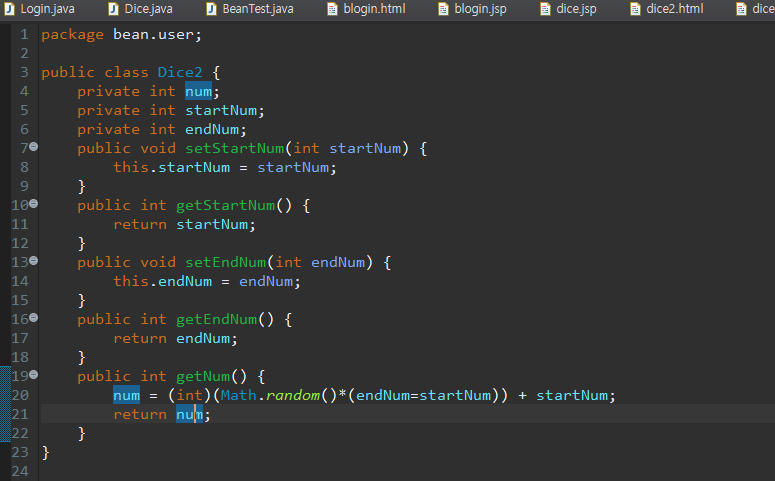 Login.java Dice.java BeanTest.java blogin.html blogin.jsp dice.jsp dice2.html dice
1 package bean.user;
2
3 public class Dice2 {
4 private int num;
5 private int startNum;
6 private int endNum;
7 public void setStartNum(int startNum) {
8 this.startNum = startNum;
9 }
10 public int getStartNum() {
11 return startNum;
12 }
13 public void setEndNum(int endNum) {
14 this.endNum = endNum;
15 }
16 public int getEndNum() {
17 return endNum;
18 }
19 public int getNum() {
20 num = (int)(Math.random()*(endNum=startNum)) + startNum;
21 return num;
22 }
23 }
24